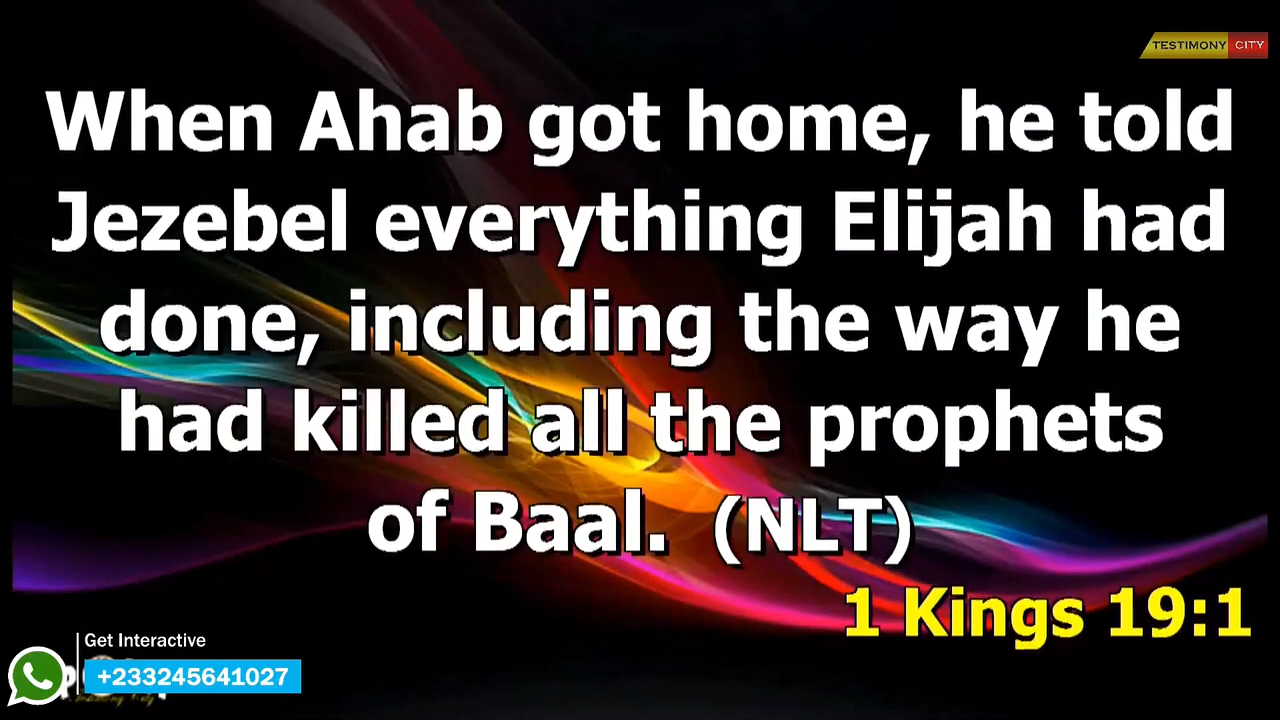 TESTIMONY CITY
When Ahab got home, he told
Jezebel everything Elijah had
done, including the way he
had killed all the prophets
of Baal. (NLT)
1 Kings 19:1
Get Interactive
+233245641027